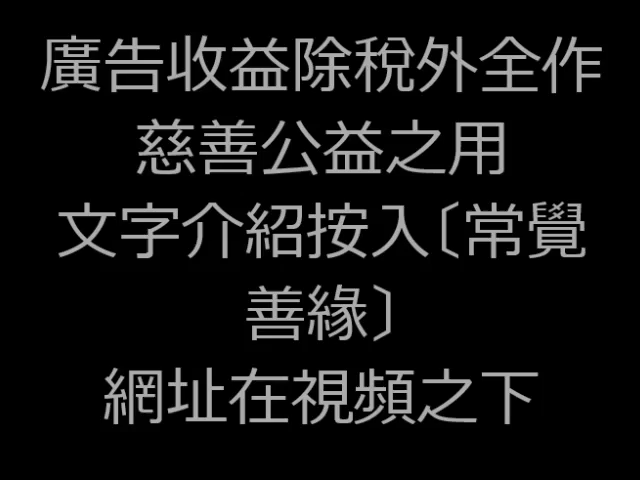 廣告收益除稅外全作
慈善公益之用
文字介紹按入〔常覺
善緣〕
網址在視頻之下